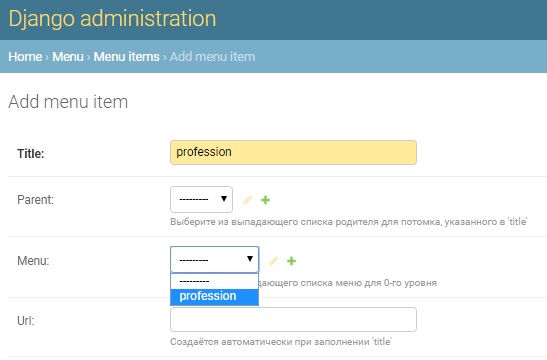 Django administration
Home › Menu › Menu items › Add menu item
Add menu item
Title:
profession
Parent:
---------
Выберите из выпадающего списка родителя для потомка, указанного в 'title'
Menu:
---------
---------
дающего списка меню для 0-го уровня
profession
Url:
Создаётся автоматически при заполнении 'title'